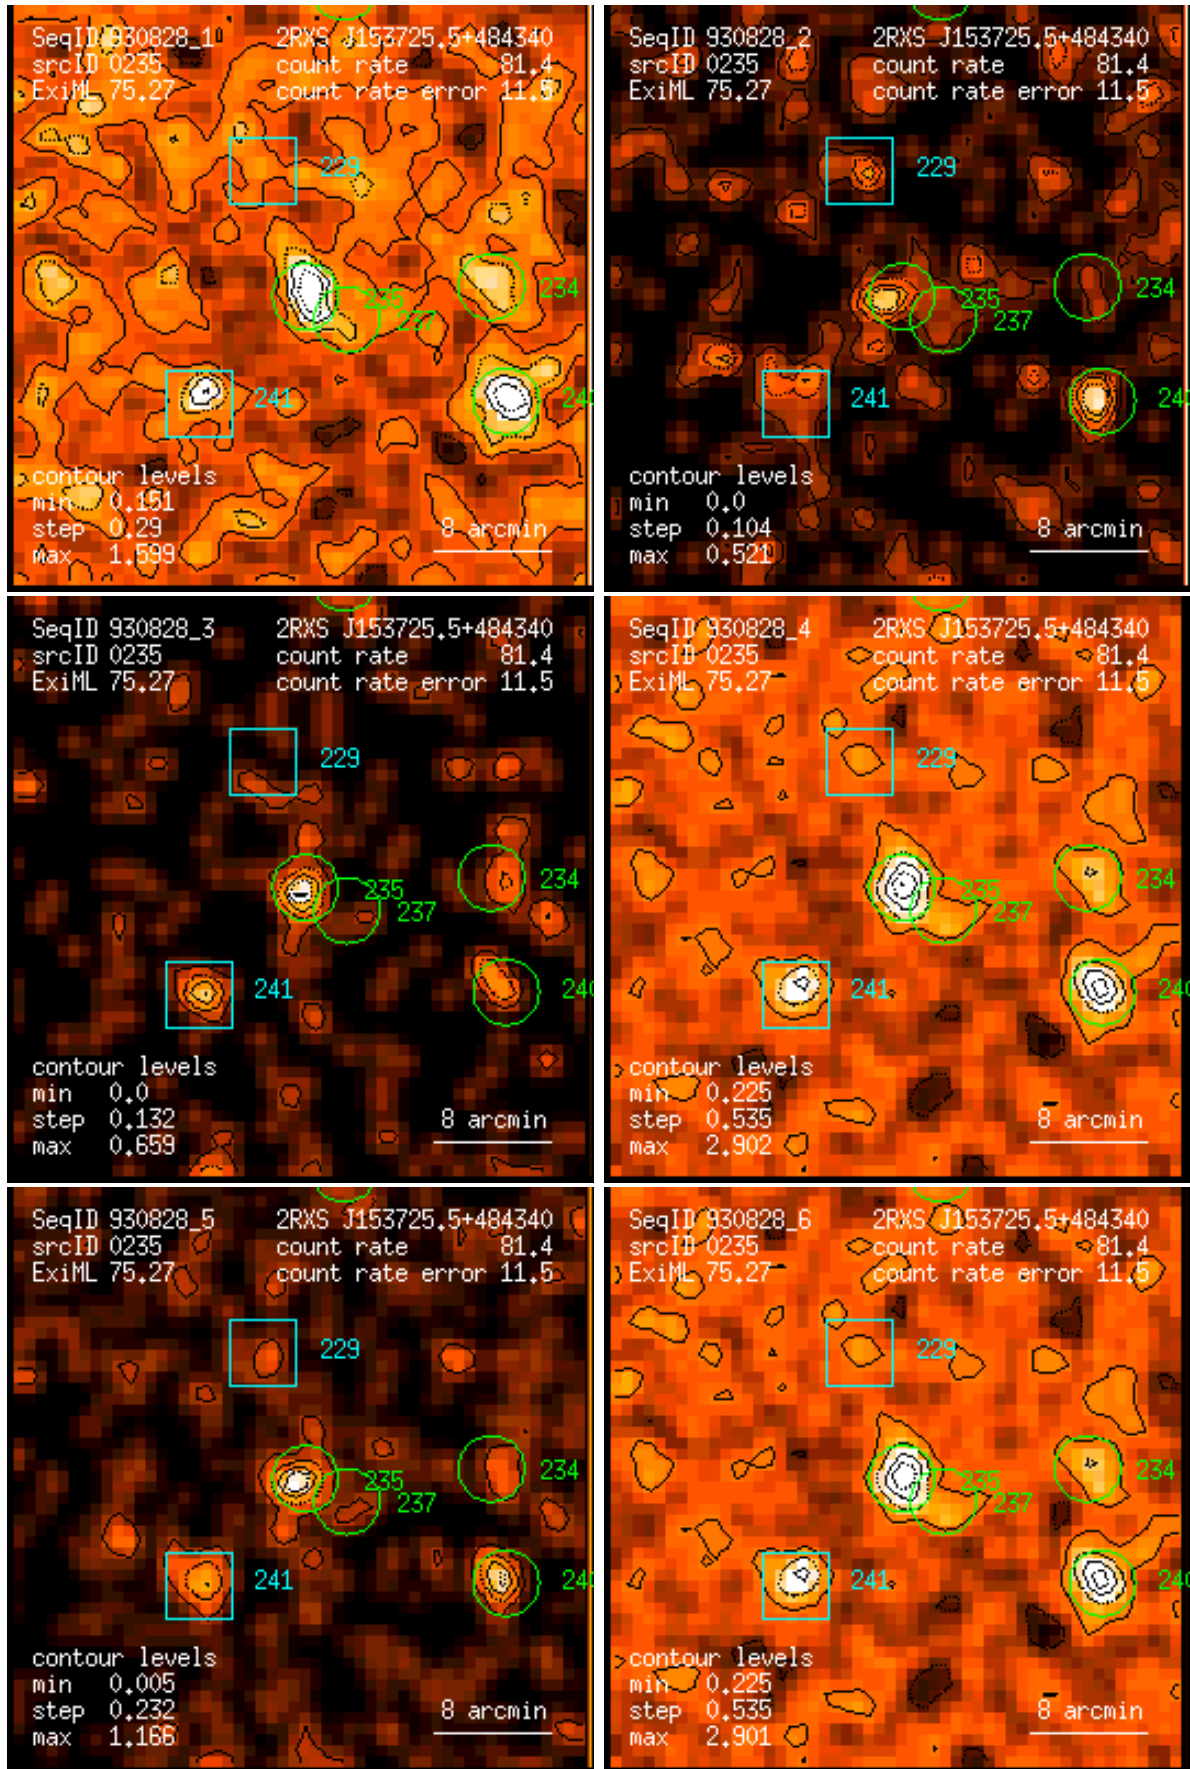 SeqID 930828_1 2RXS J153725.5+484340
srcID 0235 count rate 81.4
ExiML 75.27 count rate error 11.5
229
235 234
237
241
contour levels
min 0.151
step 0.29 8 arcmin
max 1.599
SeqID 930828_2 2RXS J153725.5+484340
srcID 0235 count rate 81.4
ExiML 75.27 count rate error 11.5
229
235 234
237
241
contour levels
min 0.0
step 0.104 8 arcmin
max 0.521
SeqID 930828_3 2RXS J153725.5+484340
srcID 0235 count rate 81.4
ExiML 75.27 count rate error 11.5
229
235 234
237
241
contour levels
min 0.0
step 0.132 8 arcmin
max 0.659
SeqID 930828_4 2RXS J153725.5+484340
srcID 0235 count rate 81.4
ExiML 75.27 count rate error 11.5
229
235 234
237
241
contour levels
min 0.225
step 0.535 8 arcmin
max 2.902
SeqID 930828_5 2RXS J153725.5+484340
srcID 0235 count rate 81.4
ExiML 75.27 count rate error 11.5
229
235 234
237
241
contour levels
min 0.005
step 0.232 8 arcmin
max 1.166
SeqID 930828_6 2RXS J153725.5+484340
srcID 0235 count rate 81.4
ExiML 75.27 count rate error 11.5
229
235 234
237
241
contour levels
min 0.225
step 0.535 8 arcmin
max 2.901